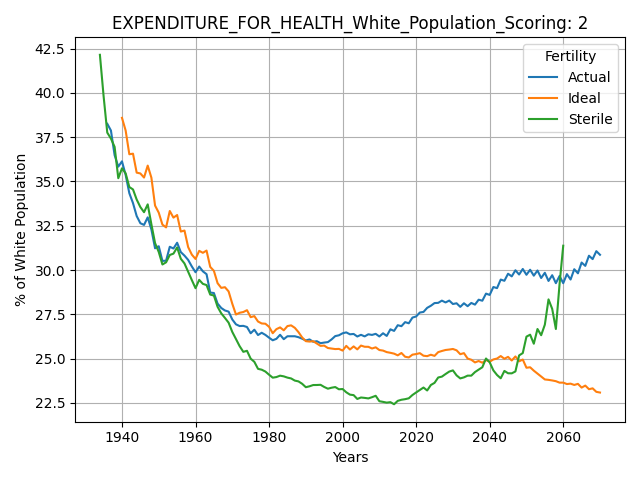 EXPENDITURE_FOR_HEALTH_White_Population_Scoring: 2
Fertility
Actual
Ideal
Sterile
% of White Population
42.5
40.0
37.5
35.0
32.5
30.0
27.5
25.0
22.5
1940 1960 1980 2000 2020 2040 2060
Years